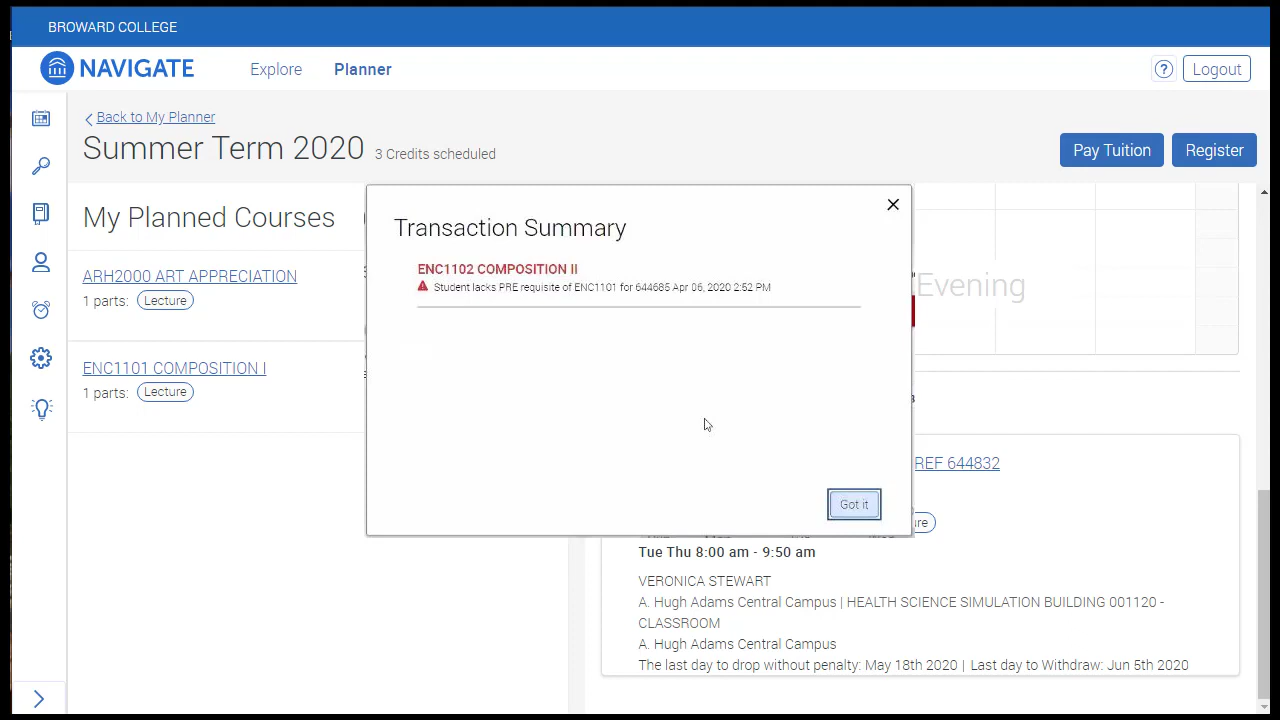 BROWARD COLLEGE
NAVIGATE
Explore
Planner
?
Logout
Back to My Planner
Summer Term 2020
3 Credits scheduled
Pay Tuition
Register
My Planned Courses
ARH2000 ART APPRECIATION
1 parts:
Lecture
ENC1101 COMPOSITION I
1 parts:
Lecture
Transaction Summary
ENC1102 COMPOSITION II
Student lacks PRE requisite of ENC1101 for 644685 Apr 06, 2020 2:52 PM
Got it
Evening
REF 644832
Tue Thu 8:00 am - 9:50 am
VERONICA STEWART
A. Hugh Adams Central Campus | HEALTH SCIENCE SIMULATION BUILDING 001120 -
CLASSROOM
A. Hugh Adams Central Campus
The last day to drop without penalty: May 18th 2020 | Last day to Withdraw: Jun 5th 2020